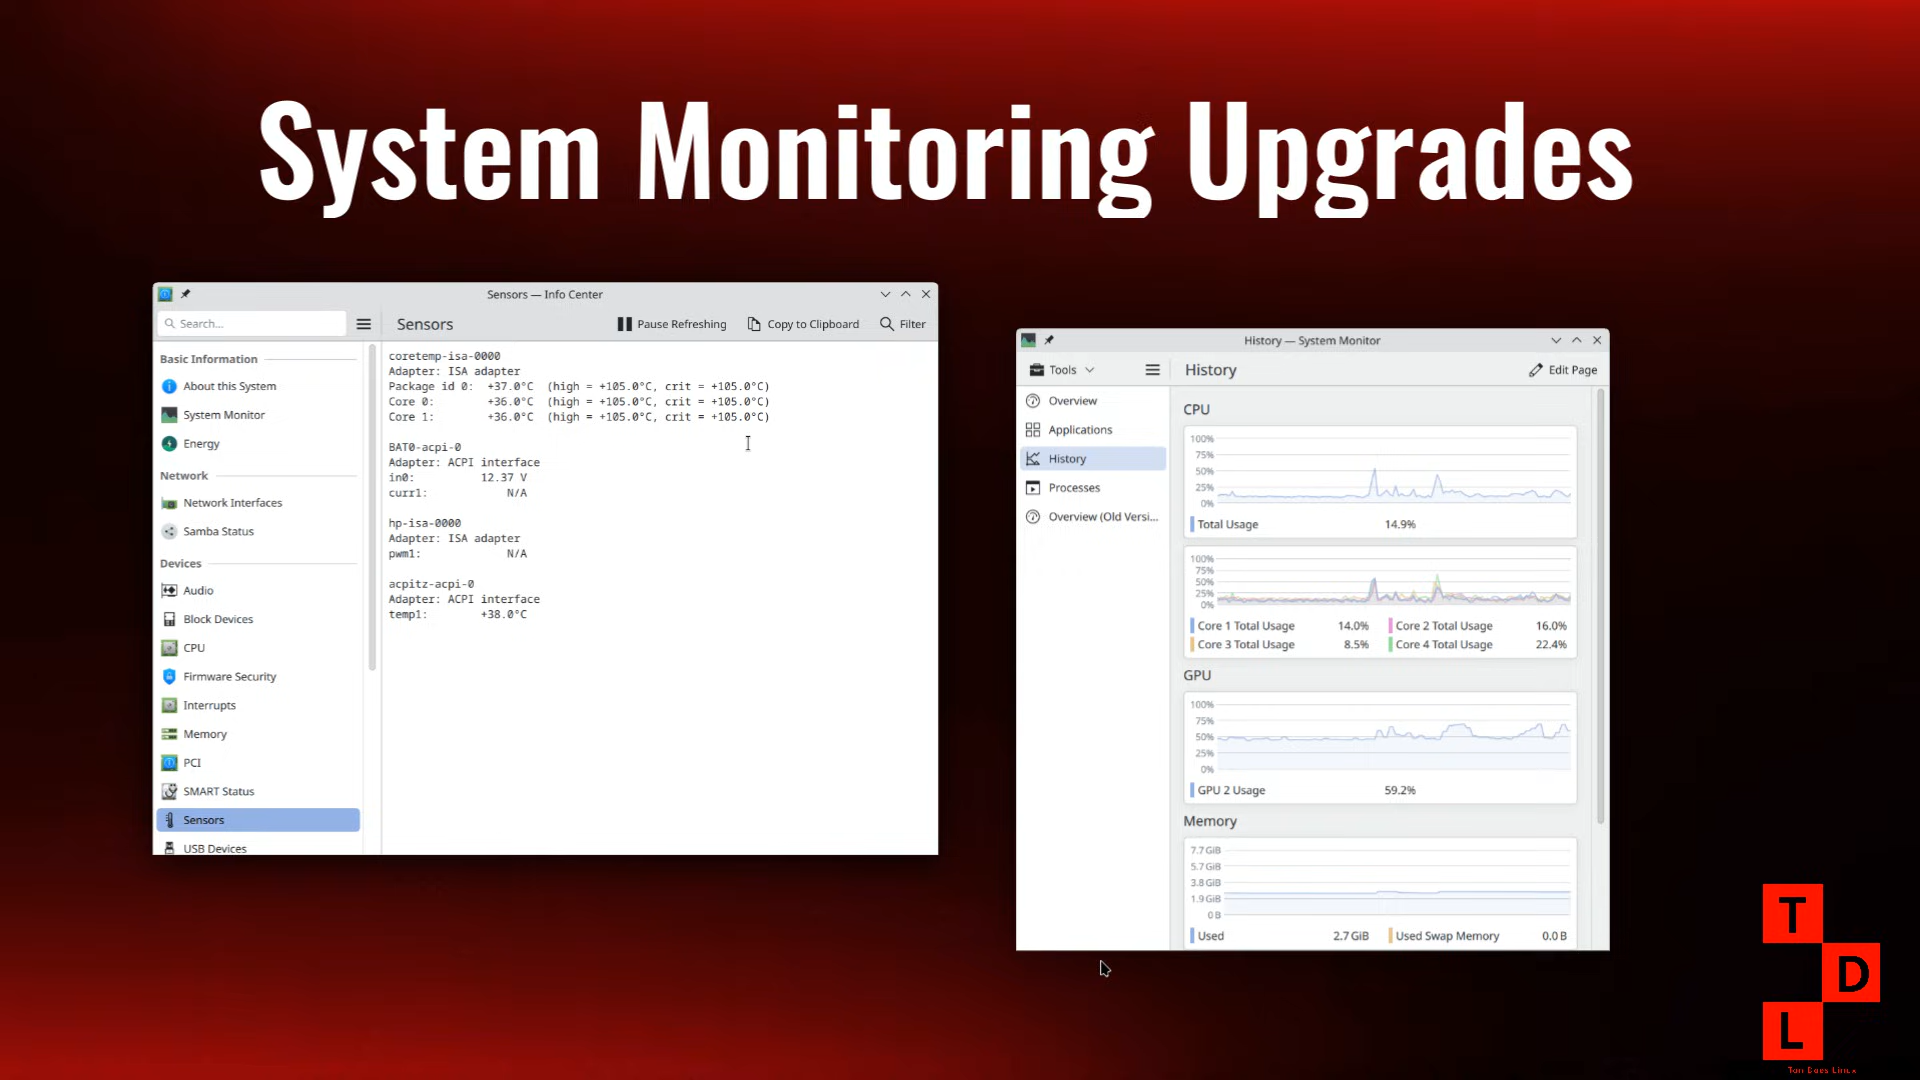 System Monitoring Upgrades
Sensors — Info Center
Search...
Sensors
Pause Refreshing
Copy to Clipboard
Filter
Basic Information
About this System
System Monitor
Energy
Network
Network Interfaces
Samba Status
Devices
Audio
Block Devices
CPU
Firmware Security
Interrupts
Memory
PCI
SMART Status
Sensors
USB Devices
coretemp-isa-0000
Adapter: ISA adapter
Package id 0: +37.0°C (high = +105.0°C, crit = +105.0°C)
Core 0: +36.0°C (high = +105.0°C, crit = +105.0°C)
Core 1: +36.0°C (high = +105.0°C, crit = +105.0°C)
BAT0-acpi-0
Adapter: ACPI interface
in0: 12.37 V
curr1: N/A
hp-isa-0000
Adapter: ISA adapter
pwm1: N/A
acpitz-acpi-0
Adapter: ACPI interface
temp1: +38.0°C
History — System Monitor
Tools
History
Edit Page
Overview
Applications
History
Processes
Overview (Old Versi...
CPU
100%
75%
50%
25%
0%
Total Usage 14.9%
100%
75%
50%
25%
0%
Core 1 Total Usage 14.0% Core 2 Total Usage 16.0%
Core 3 Total Usage 8.5% Core 4 Total Usage 22.4%
GPU
100%
75%
50%
25%
0%
GPU 2 Usage 59.2%
Memory
7.7 GiB
5.7 GiB
3.8 GiB
1.9 GiB
0 B
Used 2.7 GiB Used Swap Memory 0.0 B
T
D
L